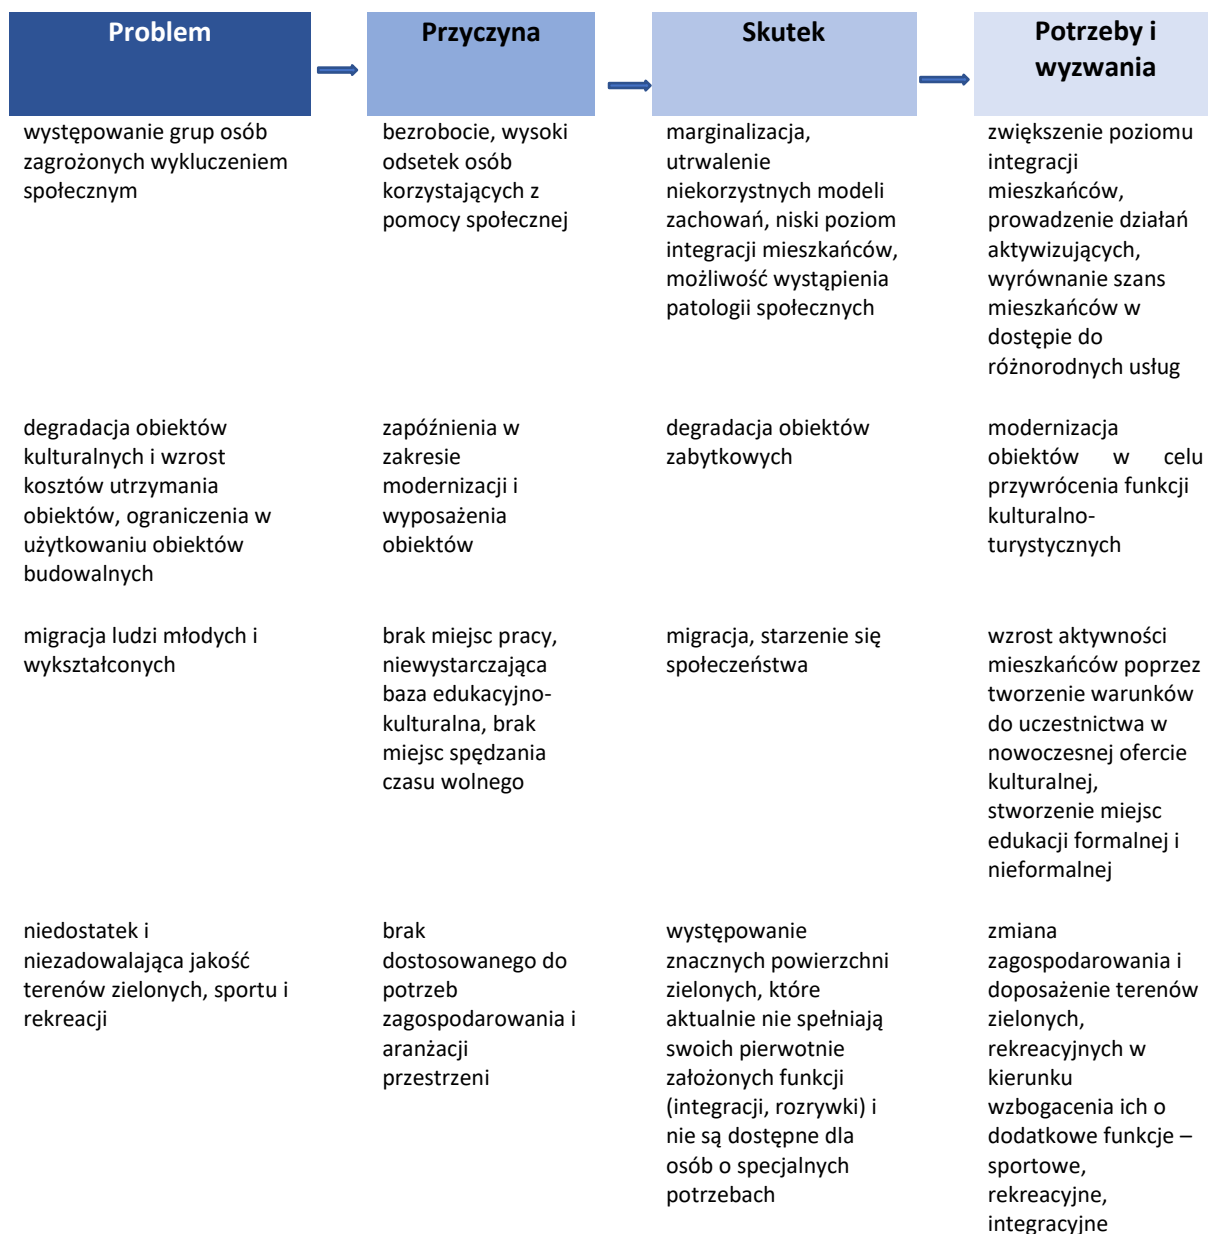 Problem
Przyczyna
Skutek
Potrzeby i
wyzwania
występowanie grup osób
zagrożonych wykluczeniem
społecznym
bezrobocie, wysoki
odsetek osób
korzystających z
pomocy społecznej
marginalizacja,
utrwalenie
niekorzystnych modeli
zachowań, niski poziom
integracji mieszkańców,
możliwość wystąpienia
patologii społecznych
zwiększenie poziomu
integracji
mieszkańców,
prowadzenie działań
aktywizujących,
wyrównanie szans
mieszkańców w
dostępie do
różnorodnych usług
degradacja obiektów
kulturalnych i wzrost
kosztów utrzymania
obiektów, ograniczenia w
użytkowaniu obiektów
budowalnych
zapóźnienia w
zakresie
modernizacji i
wyposażenia
obiektów
degradacja obiektów
zabytkowych
modernizacja
obiektów w celu
przywrócenia funkcji
kulturalno-
turystycznych
migracja ludzi młodych i
wykształconych
brak miejsc pracy,
niewystarczająca
baza edukacyjno-
kulturalna, brak
miejsc spędzania
czasu wolnego
migracja, starzenie się
społeczeństwa
wzrost aktywności
mieszkańców poprzez
tworzenie warunków
do uczestnictwa w
nowoczesnej ofercie
kulturalnej,
stworzenie miejsc
edukacji formalnej i
nieformalnej
niedostatek i
niezadowalająca jakość
terenów zielonych, sportu i
rekreacji
brak
dostosowanego do
potrzeb
zagospodarowania i
aranżacji
przestrzeni
występowanie
znacznych powierzchni
zielonych, które
aktualnie nie spełniają
swoich pierwotnie
założonych funkcji
(integracji, rozrywki) i
nie są dostępne dla
osób o specjalnych
potrzebach
zmiana
zagospodarowania i
doposażenie terenów
zielonych,
rekreacyjnych w
kierunku
wzbogacenia ich o
dodatkowe funkcje –
sportowe,
rekreacyjne,
integracyjne